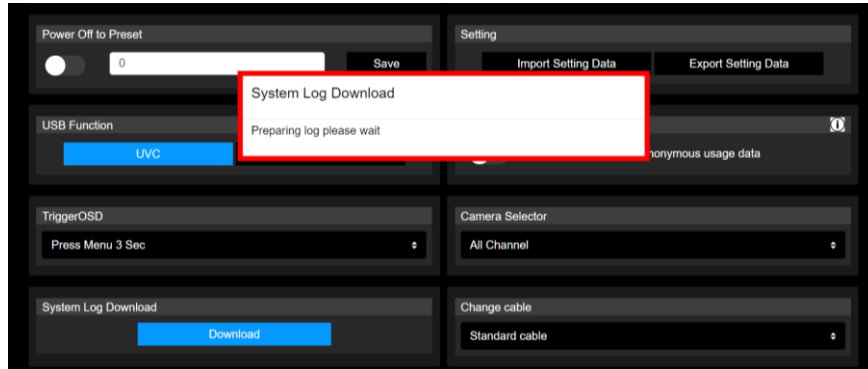 Power Off to Preset
0
Save
Setting
Import Setting Data
Export Setting Data
System Log Download
Preparing log please wait
USB Function
UVC
usage data
TriggerOSD
Press Menu 3 Sec
Camera Selector
All Channel
System Log Download
Download
Change cable
Standard cable